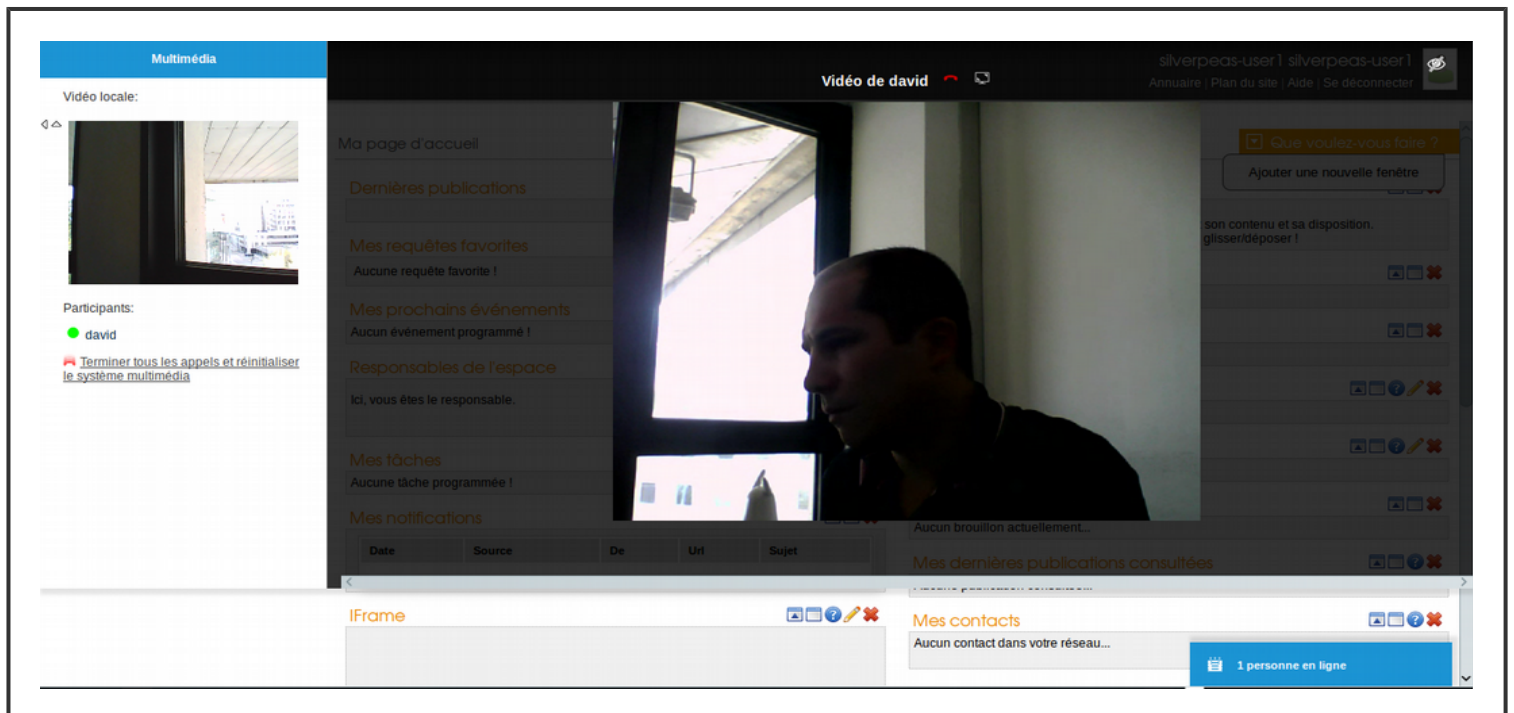 Multimédia
Vidéo locale:
Participants:
david
Terminer tous les appels et réinitialiser
le système multimédia
Vidéo de david
silverpeas-user1 silverpeas-user1
Annuaire | Plan du site | Aide | Se déconnecter
Ma page d'accueil
Que voulez-vous faire ?
Ajouter une nouvelle fenêtre
Dernières publications
son contenu et sa disposition.
glisser/déposer !
Mes requêtes favorites
Aucune requête favorite !
Mes prochains événements
Aucun événement programmé !
Responsables de l'espace
Ici, vous êtes le responsable.
Mes tâches
Aucune tâche programmée !
Mes notifications
Date Source De Url Sujet
Aucun brouillon actuellement...
Mes dernières publications consultées
Aucune publication consultée...
IFrame
Mes contacts
Aucun contact dans votre réseau...
1 personne en ligne